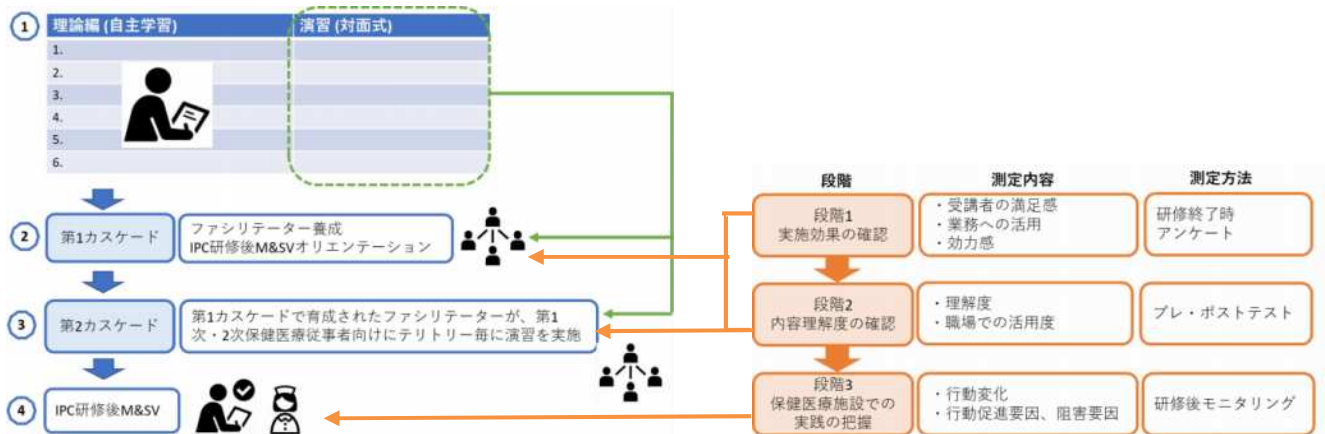 1
理論編 (自主学習)
演習 (対面式)
1.
2.
3.
4.
5.
6.
2
第1カスケード
ファシリテーター養成
IPC研修後M&SVオリエンテーション
3
第2カスケード
第1カスケードで育成されたファシリテーターが、第1
次・2次保健医療従事者向けにテリトリー毎に演習を実施
4
IPC研修後M&SV
段階
測定内容
測定方法
段階1
実施効果の確認
・受講者の満足感
・業務への活用
・効力感
研修終了時
アンケート
段階2
内容理解度の確認
・理解度
・職場での活用度
プレ・ポストテスト
段階3
保健医療施設での
実践の把握
・行動変化
・行動促進要因、阻害要因
研修後モニタリング